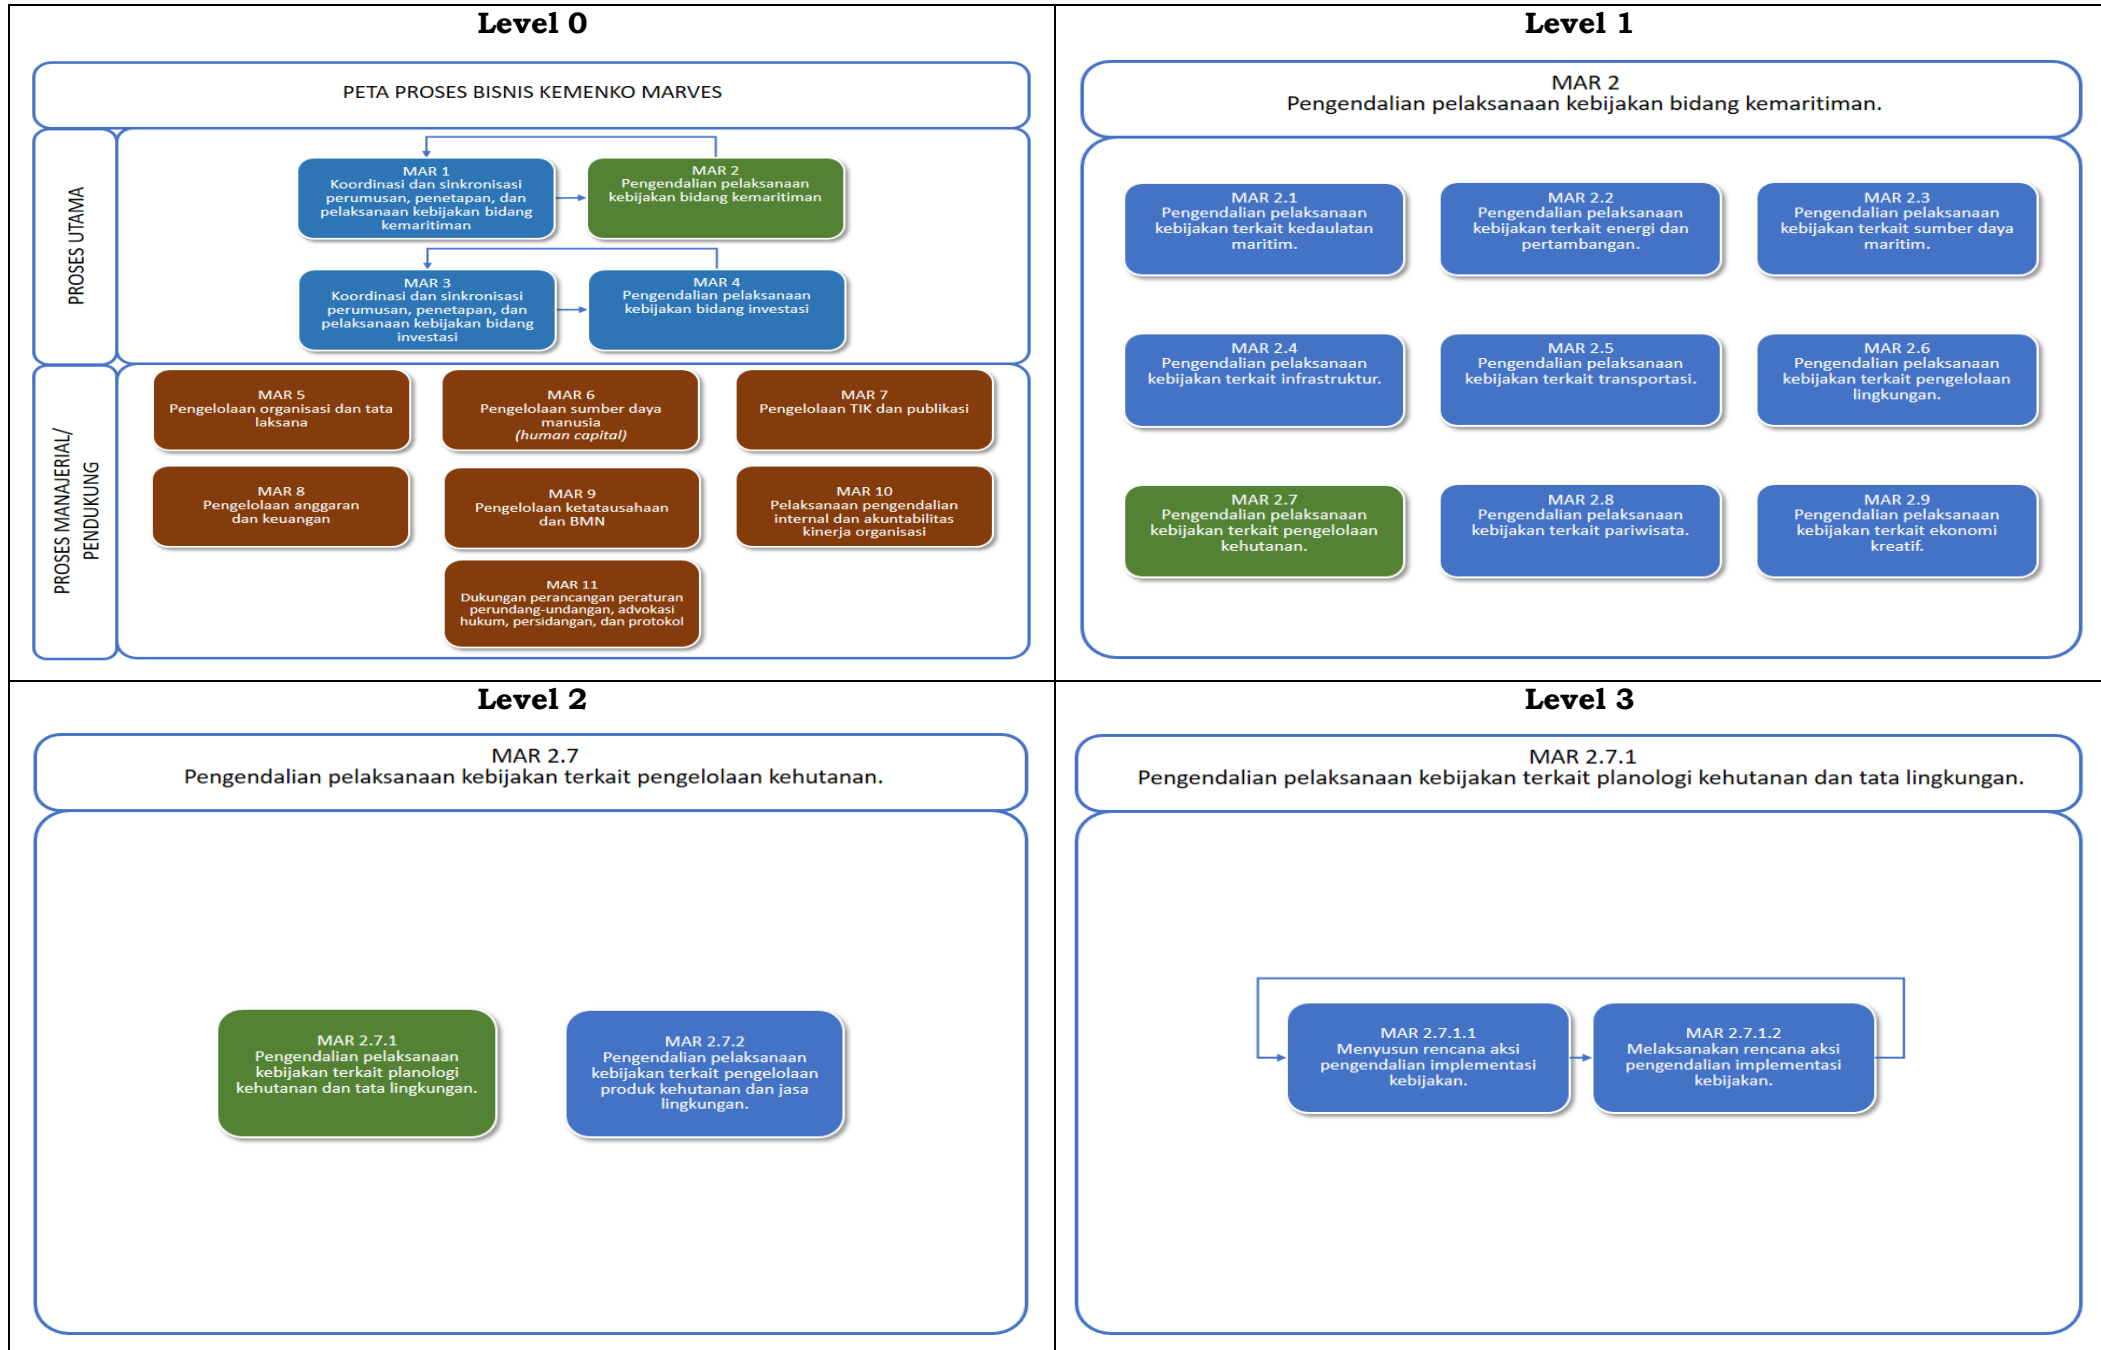 Level 0
PETA PROSES BISNIS KEMENKO MARVES
PROSES UTAMA
MAR 1
Koordinasi dan sinkronisasi
perumusan, penetapan, dan
pelaksanaan kebijakan bidang
kemaritiman
MAR 2
Pengendalian pelaksanaan
kebijakan bidang kemaritiman
MAR 3
Koordinasi dan sinkronisasi
perumusan, penetapan, dan
pelaksanaan kebijakan bidang
investasi
MAR 4
Pengendalian pelaksanaan
kebijakan bidang investasi
PROSES MANAJERIAL/
PENDUKUNG
MAR 5
Pengelolaan organisasi dan tata
laksana
MAR 6
Pengelolaan sumber daya
manusia
(human capital)
MAR 7
Pengelolaan TIK dan publikasi
MAR 8
Pengelolaan anggaran
dan keuangan
MAR 9
Pengelolaan ketatausahaan
dan BMN
MAR 10
Pelaksanaan pengendalian
internal dan akuntabilitas
kinerja organisasi
MAR 11
Dukungan perancangan peraturan
perundang-undangan, advokasi
hukum, persidangan, dan protokol
Level 1
MAR 2
Pengendalian pelaksanaan kebijakan bidang kemaritiman.
MAR 2.1
Pengendalian pelaksanaan
kebijakan terkait kedaulatan
maritim.
MAR 2.2
Pengendalian pelaksanaan
kebijakan terkait energi dan
pertambangan.
MAR 2.3
Pengendalian pelaksanaan
kebijakan terkait sumber daya
maritim.
MAR 2.4
Pengendalian pelaksanaan
kebijakan terkait infrastruktur.
MAR 2.5
Pengendalian pelaksanaan
kebijakan terkait transportasi.
MAR 2.6
Pengendalian pelaksanaan
kebijakan terkait pengelolaan
lingkungan.
MAR 2.7
Pengendalian pelaksanaan
kebijakan terkait pengelolaan
kehutanan.
MAR 2.8
Pengendalian pelaksanaan
kebijakan terkait pariwisata.
MAR 2.9
Pengendalian pelaksanaan
kebijakan terkait ekonomi
kreatif.
Level 2
MAR 2.7
Pengendalian pelaksanaan kebijakan terkait pengelolaan kehutanan.
MAR 2.7.1
Pengendalian pelaksanaan
kebijakan terkait planologi
kehutanan dan tata lingkungan.
MAR 2.7.2
Pengendalian pelaksanaan
kebijakan terkait pengelolaan
produk kehutanan dan jasa
lingkungan.
Level 3
MAR 2.7.1
Pengendalian pelaksanaan kebijakan terkait planologi kehutanan dan tata lingkungan.
MAR 2.7.1.1
Menyusun rencana aksi
pengendalian implementasi
kebijakan.
MAR 2.7.1.2
Melaksanakan rencana aksi
pengendalian implementasi
kebijakan.